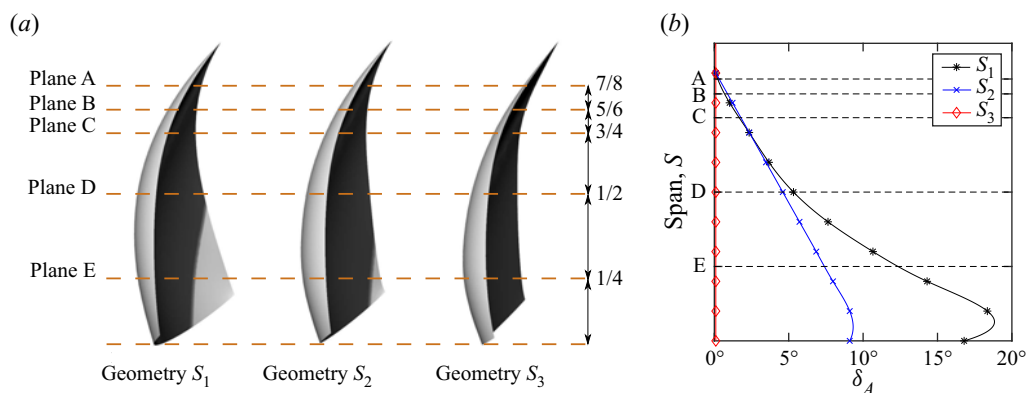 (a)
Plane A
Plane B
Plane C
Plane D
Plane E
7/8
5/6
3/4
1/2
1/4
Geometry S1
Geometry S2
Geometry S3
(b)
Span, S
A
B
C
D
E
S1
S2
S3
0° 5° 10° 15° 20°
δA